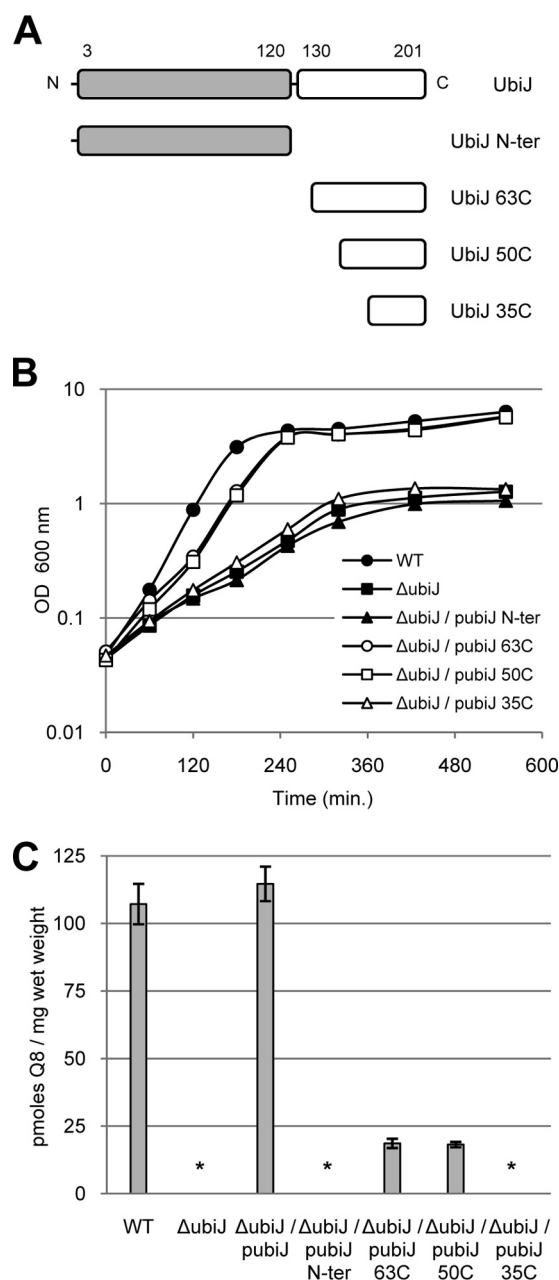 A
3 120 130 201
N C UbiJ
UbiJ N-ter
UbiJ 63C
UbiJ 50C
UbiJ 35C
B
10
1
0.1
0.01
OD 600 nm
WT
ΔubiJ
ΔubiJ / pubiJ N-ter
ΔubiJ / pubiJ 63C
ΔubiJ / pubiJ 50C
ΔubiJ / pubiJ 35C
0 120 240 360 480 600
Time (min.)
C
125
100
75
50
25
0
pmoles Q8 / mg wet weight
* * *
WT ΔubiJ ΔubiJ / ΔubiJ / ΔubiJ / ΔubiJ / ΔubiJ /
pubiJ pubiJ pubiJ pubiJ pubiJ
N-ter 63C 50C 35C